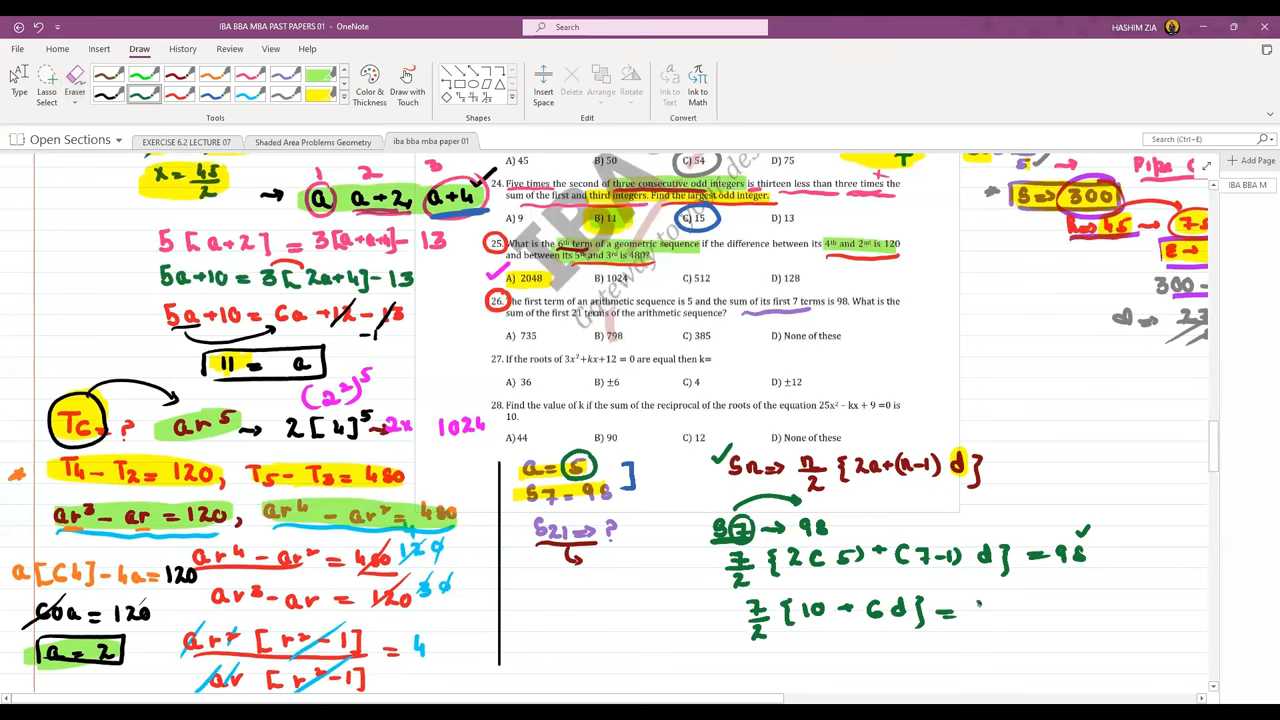 IBA BBA MBA PAST PAPERS 01 - OneNote
Search
HASHIM ZIA
File Home Insert Draw History Review View Help
Type
Lasso Select
Eraser
Color & Thickness
Draw with Touch
Insert Space
Delete
Arrange
Rotate
Ink to Text
Ink to Math
Tools
Shapes
Edit
Convert
Open Sections
EXERCISE 6.2 LECTURE 07
Shaded Area Problems Geometry
iba bba mba paper 01
Search (Ctrl+E)
Add Page
IBA BBA M
A) 45 B) 50 C) 54 D) 75
24. Five times the second of three consecutive odd integers is thirteen less than three times the
sum of the first and third integers. Find the largest odd integer.
A) 9 B) 11 C) 15 D) 13
25. What is the 6th term of a geometric sequence if the difference between its 4th and 2nd is 120
and between its 5th and 3rd is 480?
A) 2048 B) 1024 C) 512 D) 128
26. The first term of an arithmetic sequence is 5 and the sum of its first 7 terms is 98. What is the
sum of the first 21 terms of the arithmetic sequence?
A) 735 B) 798 C) 385 D) None of these
27. If the roots of 3x²+kx+12 = 0 are equal then k=
A) 36 B) ±6 C) 4 D) ±12
28. Find the value of k if the sum of the reciprocal of the roots of the equation 25x² – kx + 9 =0 is
10.
A)44 B) 90 C) 12 D) None of these
x = 45/2
1 2 3
→ a a+2, a+4
5[a+2] = 3[a+a+4] - 13
5a+10 = 3[2a+4] - 13
5a+10 = 6a+12 - 13
-1
11 = a
T6 = ? ar⁵ → 2[4]⁵ → 2x 1024
(2²)⁵
T4 - T2 = 120, T5 - T3 = 480
ar³ - ar = 120, ar⁴ - ar² = 480
a[64] - 4a = 120
60a = 120
a = 2
ar⁴ - ar² = 480 120
ar³ - ar = 120 30
ar² [r²-1] = 4
ar [r²-1]
a = 5
S7 = 98
S21 => ?
Sn => n/2 {2a+(n-1) d}
S7 → 98
7/2 {2(5) + (7-1) d} = 98
7/2 {10 + 6d} =
S → 300
300 -